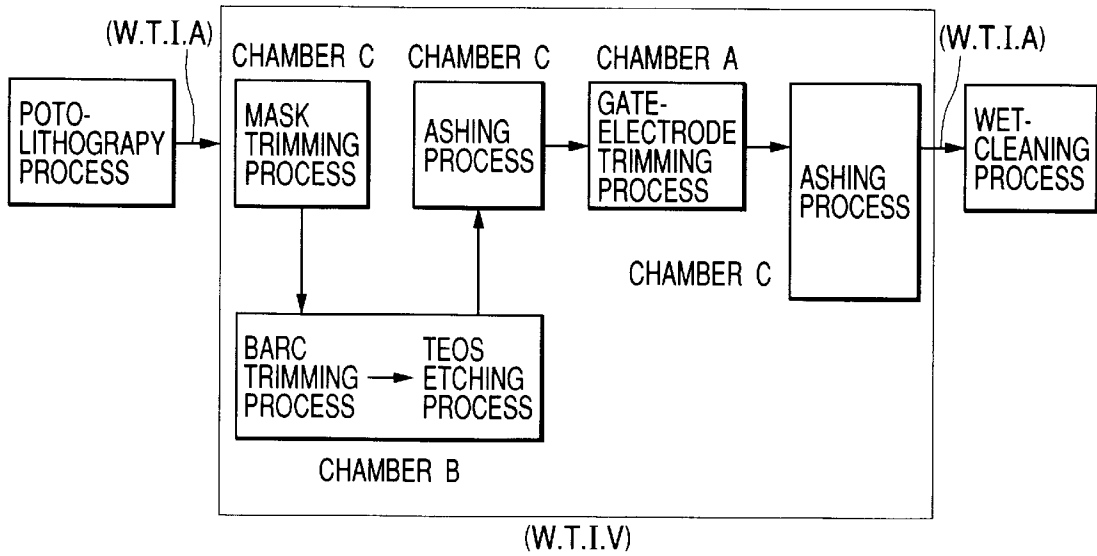 (W.T.I.A)
(W.T.I.A)
CHAMBER C
CHAMBER C
CHAMBER A
POTO-
LITHOGRAPY
PROCESS
MASK
TRIMMING
PROCESS
ASHING
PROCESS
GATE-
ELECTRODE
TRIMMING
PROCESS
ASHING
PROCESS
WET-
CLEANING
PROCESS
CHAMBER C
BARC
TRIMMING
PROCESS
TEOS
ETCHING
PROCESS
CHAMBER B
(W.T.I.V)